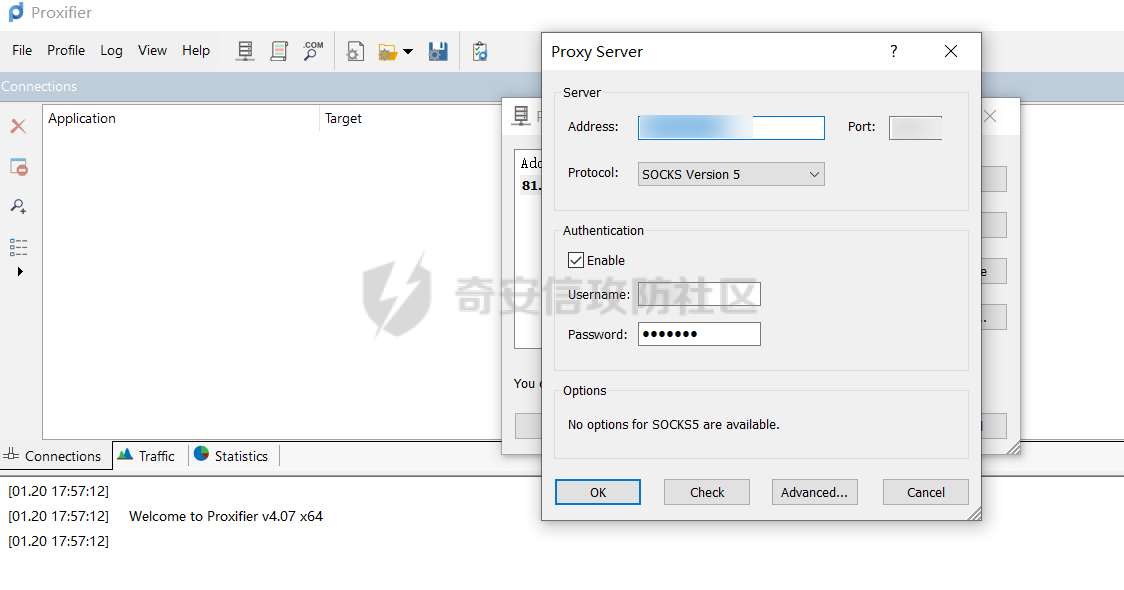 Proxifier
File Profile Log View Help .COM
Connections
Application Target
81.
You
Proxy Server ?
Server
Address: Port:
Protocol: SOCKS Version 5
Authentication
Enable
Username:
Password: •••••••
Options
No options for SOCKS5 are available.
OK Check Advanced... Cancel
奇安信攻防社区
Connections Traffic Statistics
[01.20 17:57:12]
[01.20 17:57:12] Welcome to Proxifier v4.07 x64
[01.20 17:57:12]